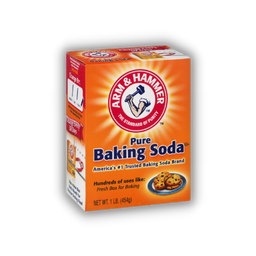 ARM & HAMMER
THE STANDARD OF PURITY
Pure
Baking Soda
America's #1 Trusted Baking Soda Brand
Hundreds of uses like:
Fresh Box for Baking
NET WT. 1 LB (454g)